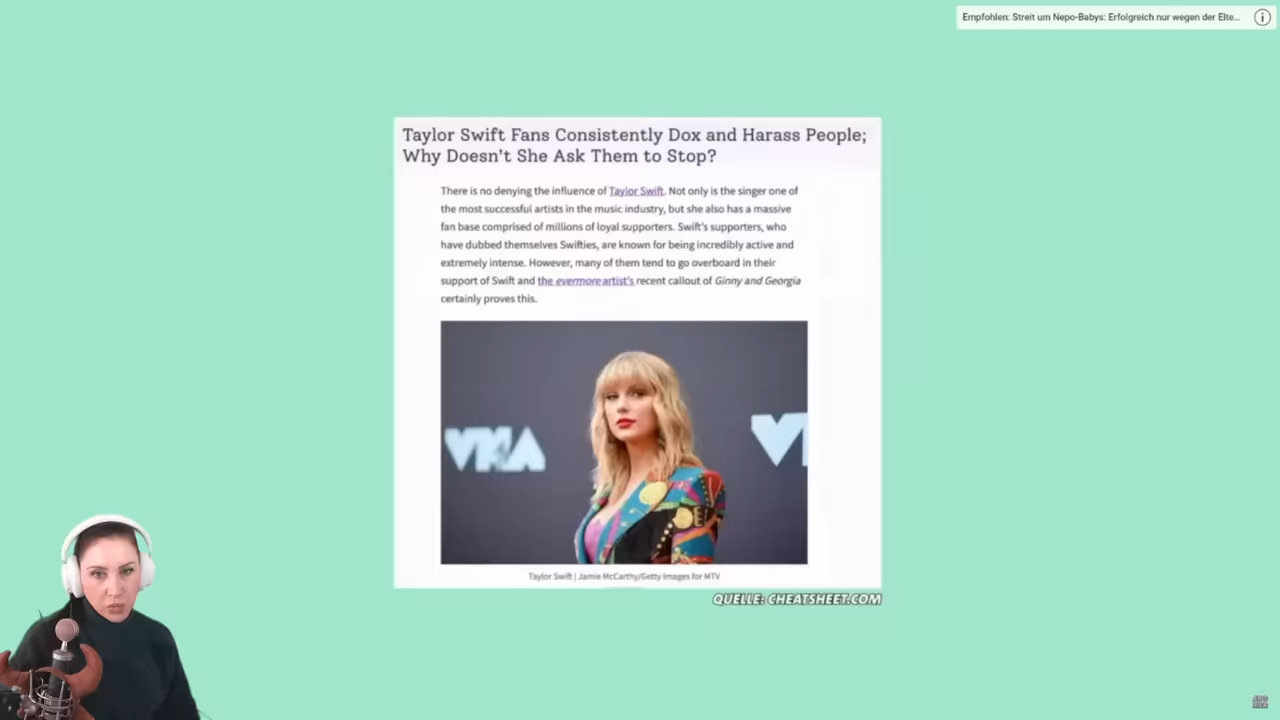 Empfohlen: Streit um Nepo-Babys: Erfolgreich nur wegen der Elte...
Taylor Swift Fans Consistently Dox and Harass People;
Why Doesn't She Ask Them to Stop?
There is no denying the influence of Taylor Swift. Not only is the singer one of
the most successful artists in the music industry, but she also has a massive
fan base comprised of millions of loyal supporters. Swift's supporters, who
have dubbed themselves Swifties, are known for being incredibly active and
extremely intense. However, many of them tend to go overboard in their
support of Swift and the evermore artist's recent callout of Ginny and Georgia
certainly proves this.
VMA
V
Taylor Swift | Jamie McCarthy/Getty Images for MTV
QUELLE: CHEATSHEET.COM